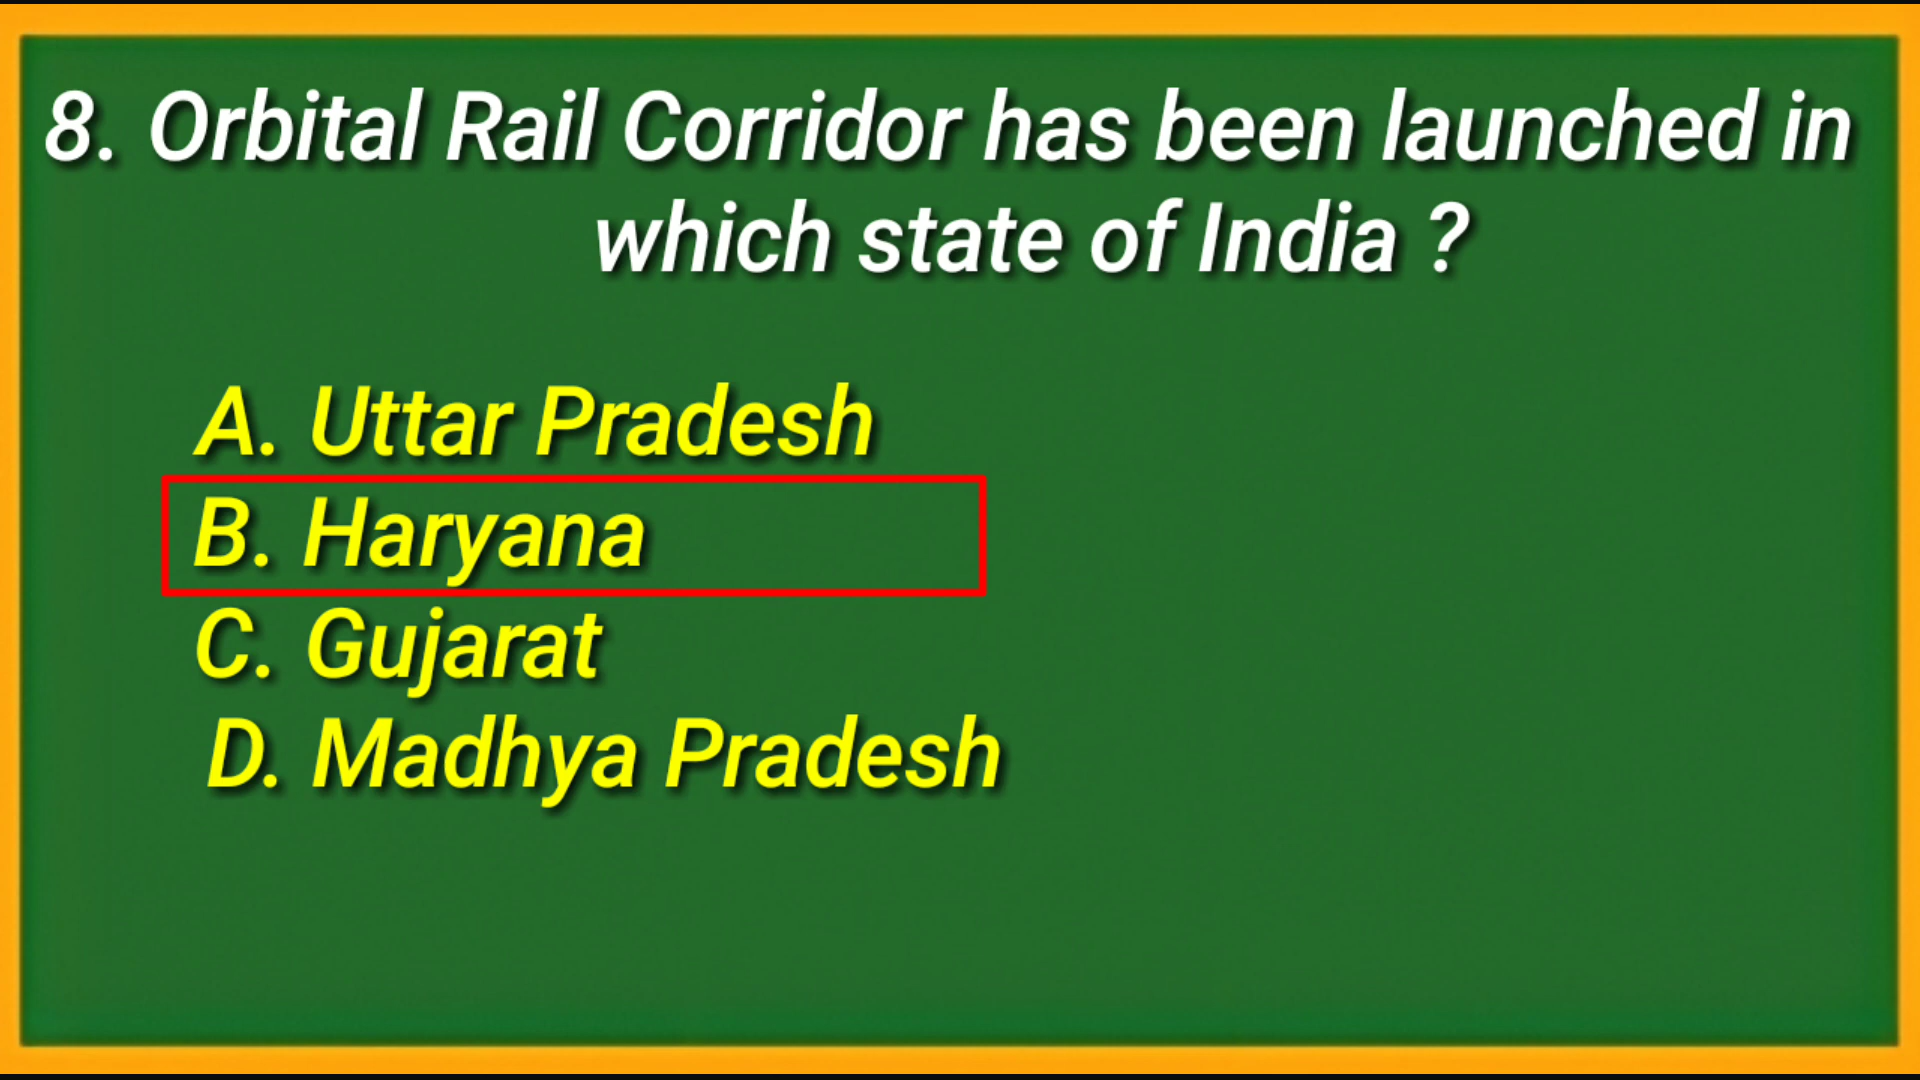 8. Orbital Rail Corridor has been launched in
which state of India ?
A. Uttar Pradesh
B. Haryana
C. Gujarat
D. Madhya Pradesh